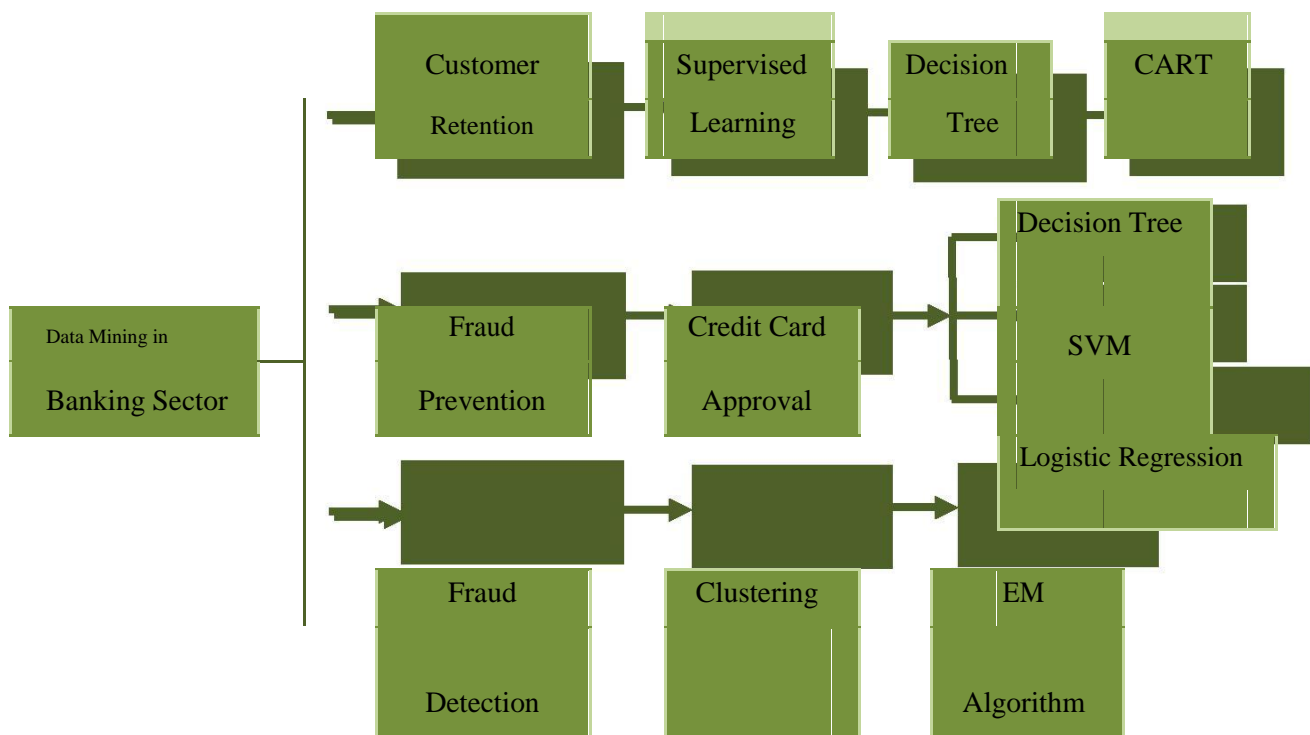 Data Mining in
Banking Sector
Customer
Retention
Supervised
Learning
Decision
Tree
CART
Fraud
Prevention
Credit Card
Approval
Decision Tree
SVM
Logistic Regression
Fraud
Detection
Clustering
EM
Algorithm